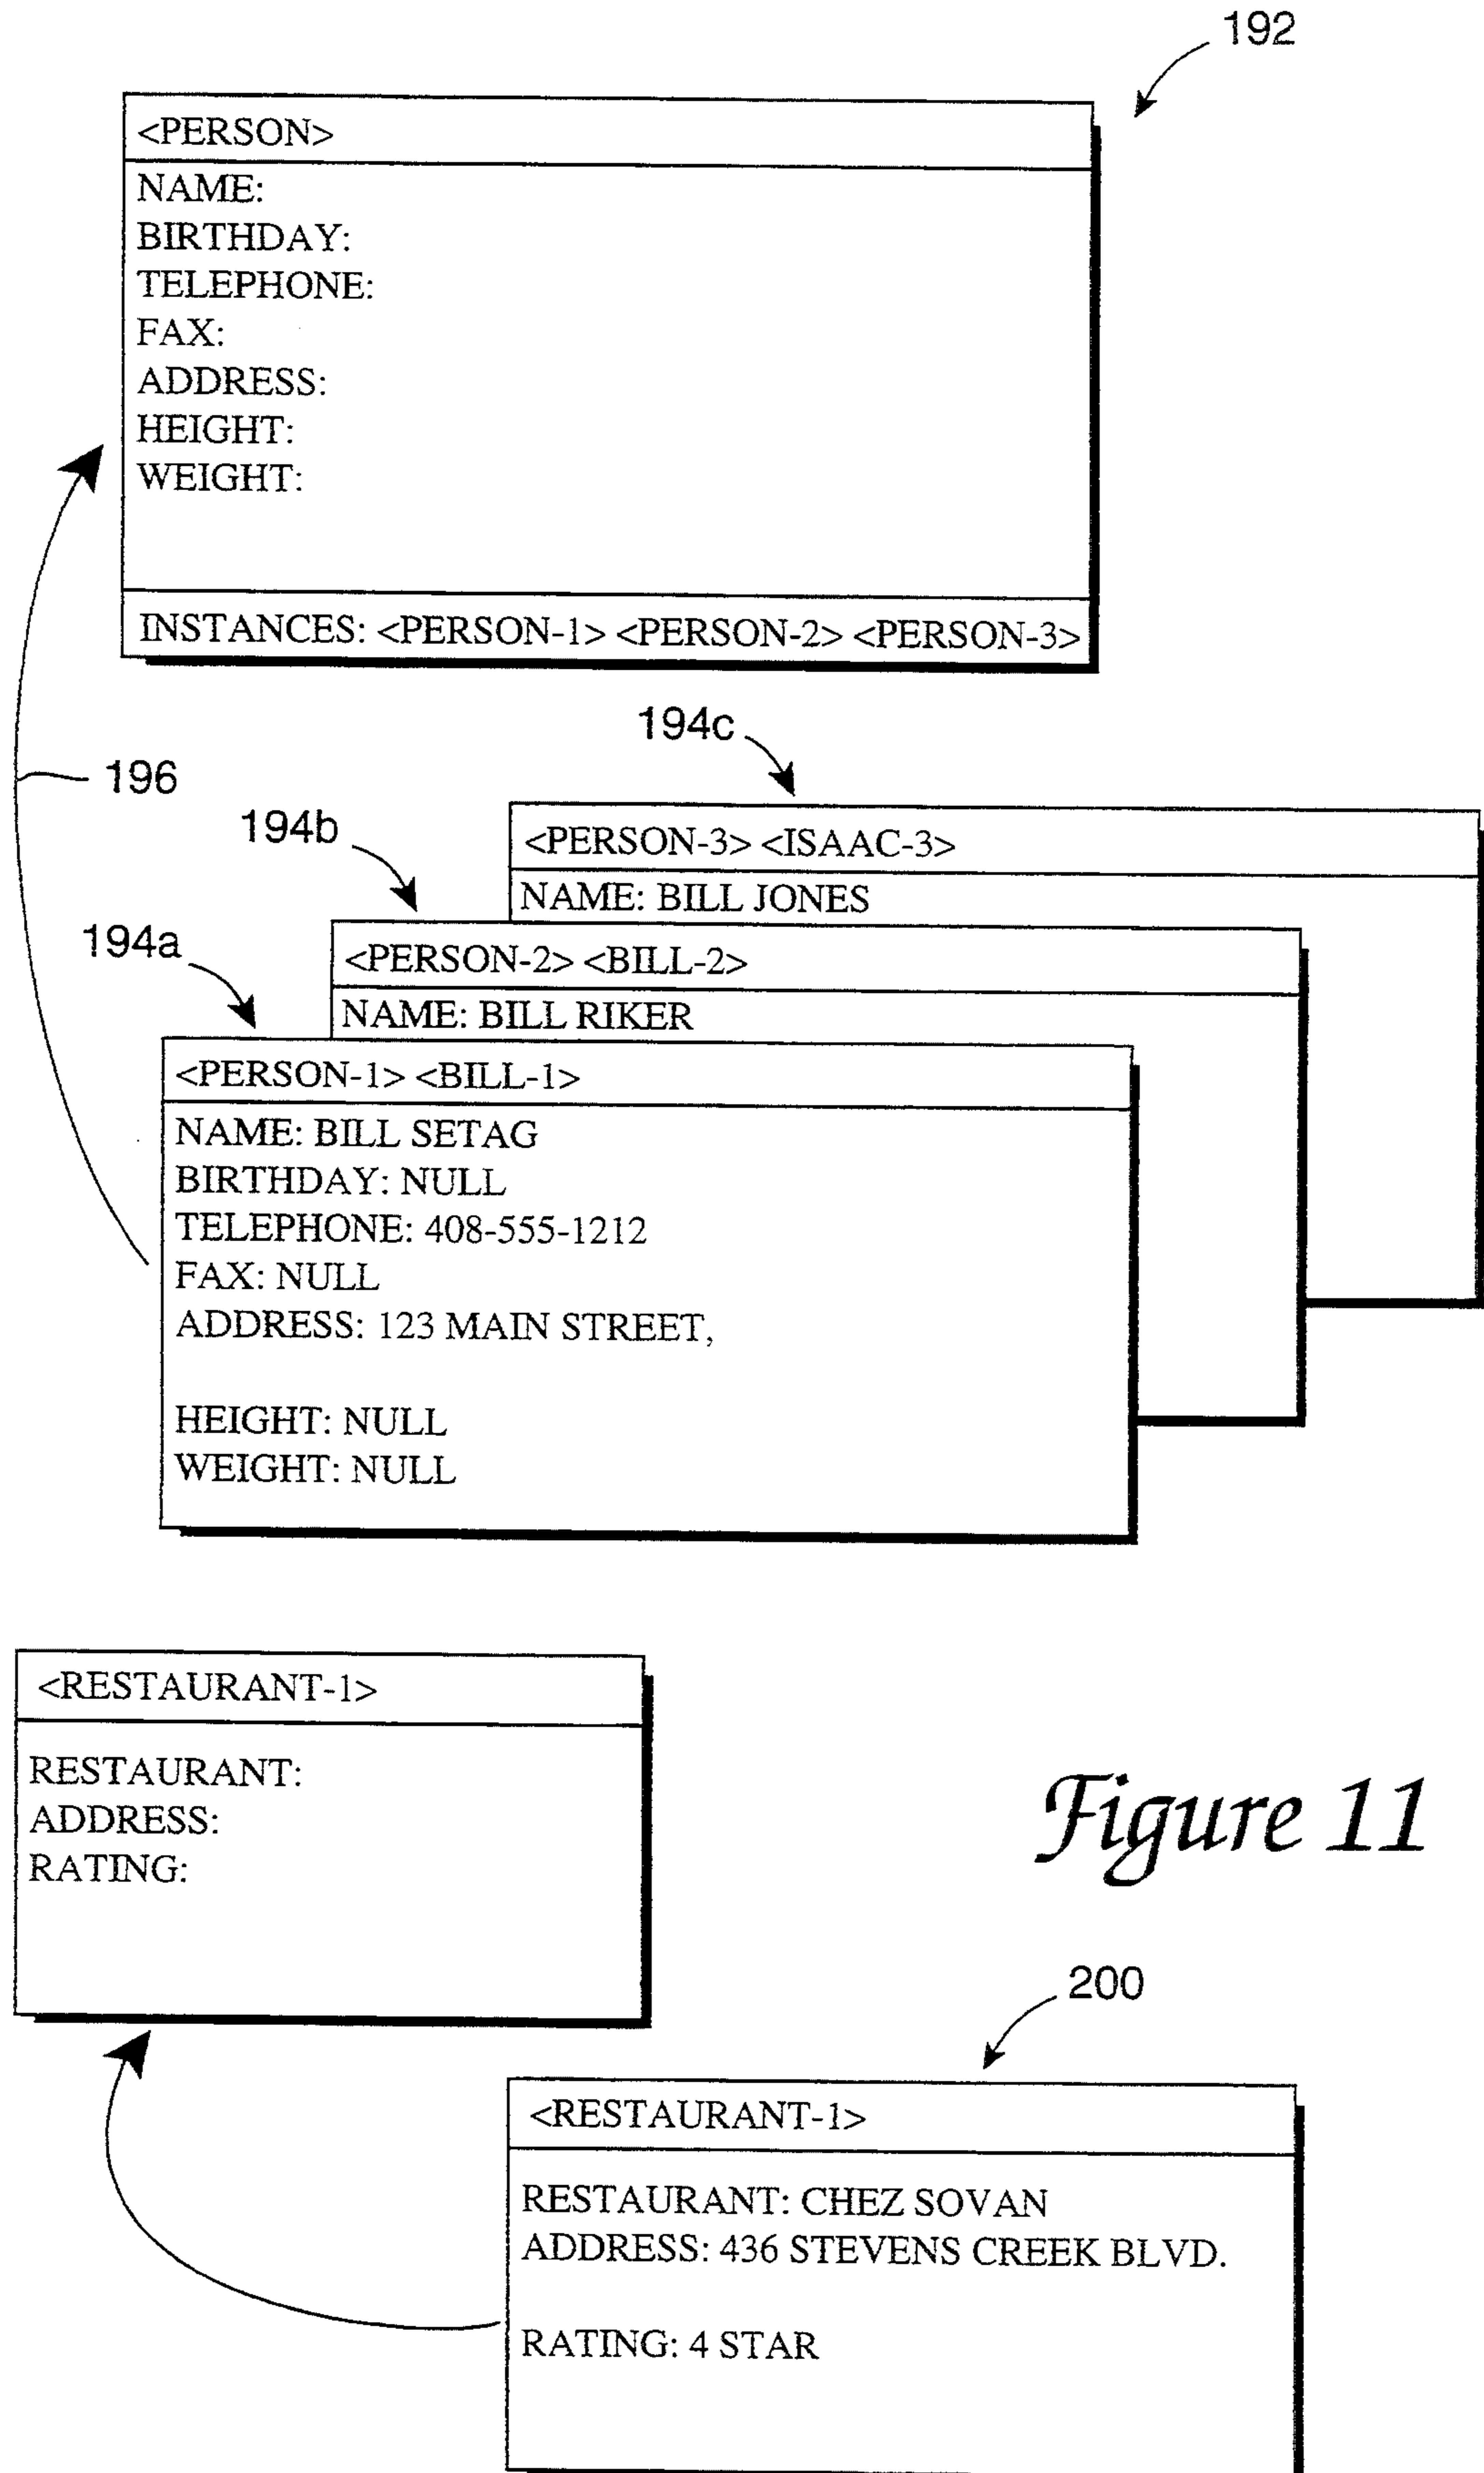 192
<PERSON>
NAME:
BIRTHDAY:
TELEPHONE:
FAX:
ADDRESS:
HEIGHT:
WEIGHT:
INSTANCES: <PERSON-1> <PERSON-2> <PERSON-3>
196
194c
<PERSON-3> <ISAAC-3>
NAME: BILL JONES
194b
<PERSON-2> <BILL-2>
NAME: BILL RIKER
194a
<PERSON-1> <BILL-1>
NAME: BILL SETAG
BIRTHDAY: NULL
TELEPHONE: 408-555-1212
FAX: NULL
ADDRESS: 123 MAIN STREET,
HEIGHT: NULL
WEIGHT: NULL
<RESTAURANT-1>
RESTAURANT:
ADDRESS:
RATING:
Figure 11
200
<RESTAURANT-1>
RESTAURANT: CHEZ SOVAN
ADDRESS: 436 STEVENS CREEK BLVD.
RATING: 4 STAR